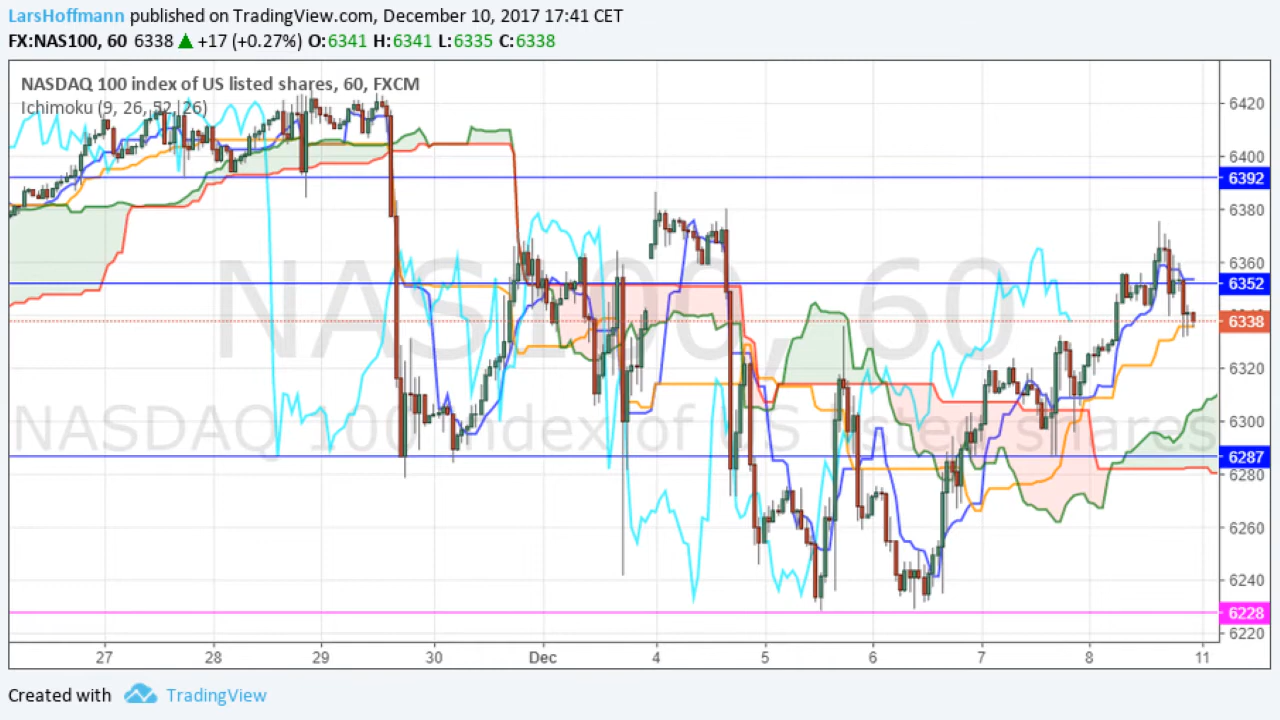 LarsHoffmann published on TradingView.com, December 10, 2017 17:41 CET
FX:NAS100, 60 6338 ▲ +17 (+0.27%) O:6341 H:6341 L:6335 C:6338
NASDAQ 100 index of US listed shares, 60, FXCM
Ichimoku (9, 26, 52, 26)
6420
6400
6392
6380
6360
6352
6338
6320
6300
6287
6280
6260
6240
6228
6220
NAS100, 60
NASDAQ 100 index of US listed shares
27 28 29 30 Dec 4 5 6 7 8 11
Created with TradingView